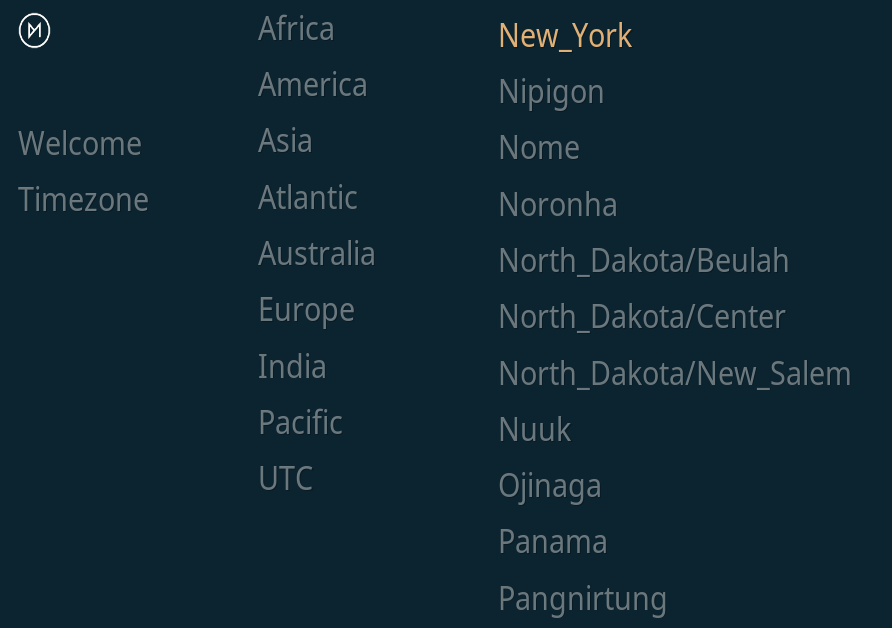 Welcome
Timezone
Africa
America
Asia
Atlantic
Australia
Europe
India
Pacific
UTC
New_York
Nipigon
Nome
Noronha
North_Dakota/Beulah
North_Dakota/Center
North_Dakota/New_Salem
Nuuk
Ojinaga
Panama
Pangnirtung